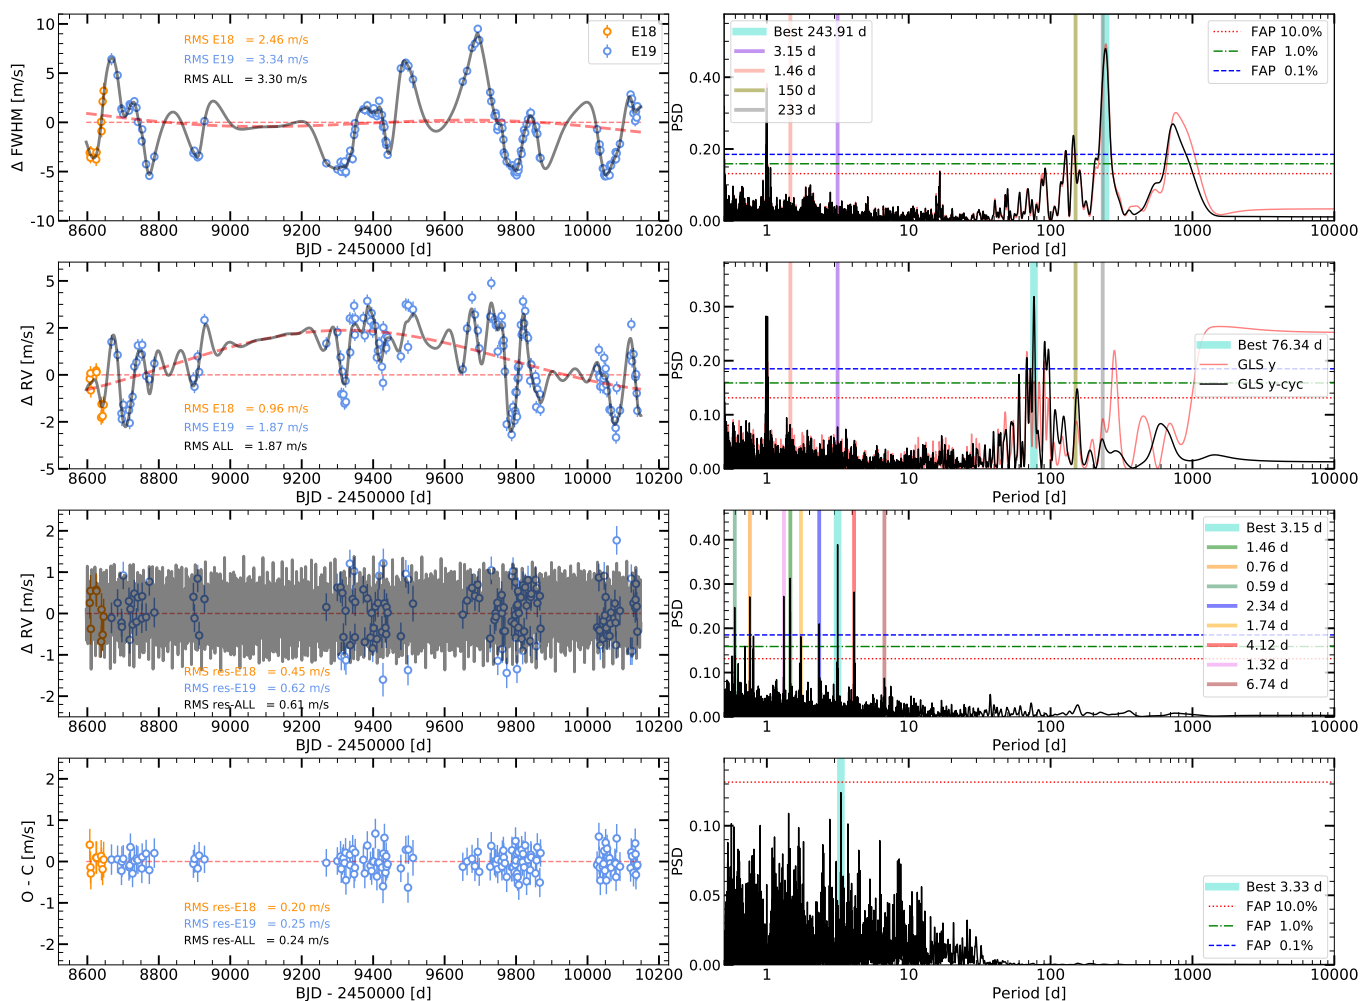 RMS E18 = 2.46 m/s
RMS E19 = 3.34 m/s
RMS ALL = 3.30 m/s
E18
E19
10
5
0
-5
-10
Δ FWHM [m/s]
8600 8800 9000 9200 9400 9600 9800 10000 10200
BJD - 2450000 [d]
Best 243.91 d
3.15 d
1.46 d
150 d
233 d
FAP 10.0%
FAP 1.0%
FAP 0.1%
0.40
0.20
0.00
PSD
1 10 100 1000 10000
Period [d]
5
2
0
-2
-5
Δ RV [m/s]
RMS E18 = 0.96 m/s
RMS E19 = 1.87 m/s
RMS ALL = 1.87 m/s
8600 8800 9000 9200 9400 9600 9800 10000 10200
BJD - 2450000 [d]
0.30
0.20
0.10
0.00
PSD
Best 76.34 d
GLS y
GLS y-cyc
1 10 100 1000 10000
Period [d]
2
1
0
-1
-2
Δ RV [m/s]
RMS res-E18 = 0.45 m/s
RMS res-E19 = 0.62 m/s
RMS res-ALL = 0.61 m/s
8600 8800 9000 9200 9400 9600 9800 10000 10200
BJD - 2450000 [d]
0.40
0.30
0.20
0.10
0.00
PSD
Best 3.15 d
1.46 d
0.76 d
0.59 d
2.34 d
1.74 d
4.12 d
1.32 d
6.74 d
1 10 100 1000 10000
Period [d]
2
1
0
-1
-2
O - C [m/s]
RMS res-E18 = 0.20 m/s
RMS res-E19 = 0.25 m/s
RMS res-ALL = 0.24 m/s
8600 8800 9000 9200 9400 9600 9800 10000 10200
BJD - 2450000 [d]
0.10
0.05
0.00
PSD
Best 3.33 d
FAP 10.0%
FAP 1.0%
FAP 0.1%
1 10 100 1000 10000
Period [d]